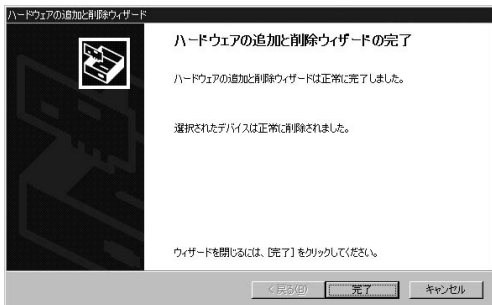 ハードウェアの追加と削除ウィザード
ハードウェアの追加と削除ウィザードの完了
ハードウェアの追加と削除ウィザードは正常に完了しました。
選択されたデバイスは正常に削除されました。
ウィザードを閉じるには、[完了] をクリックしてください。
< 戻る(B)
完了
キャンセル